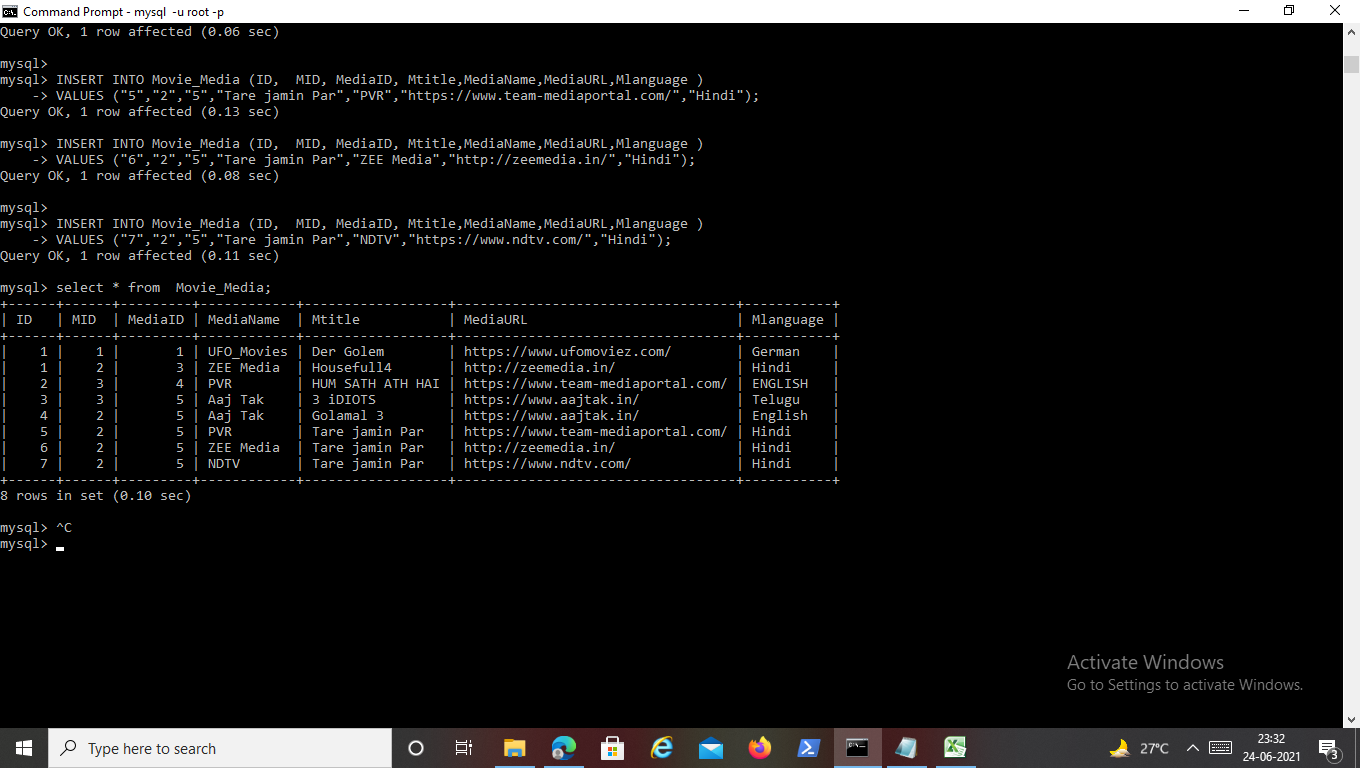 Command Prompt - mysql  -u root -p
Query OK, 1 row affected (0.06 sec)
mysql>
mysql> INSERT INTO Movie_Media (ID,  MID, MediaID, Mtitle,MediaName,MediaURL,Mlanguage )
    -> VALUES ("5","2","5","Tare jamin Par","PVR","https://www.team-mediaportal.com/","Hindi");
Query OK, 1 row affected (0.13 sec)
mysql> INSERT INTO Movie_Media (ID,  MID, MediaID, Mtitle,MediaName,MediaURL,Mlanguage )
    -> VALUES ("6","2","5","Tare jamin Par","ZEE Media","http://zeemedia.in/","Hindi");
Query OK, 1 row affected (0.08 sec)
mysql>
mysql> INSERT INTO Movie_Media (ID,  MID, MediaID, Mtitle,MediaName,MediaURL,Mlanguage )
    -> VALUES ("7","2","5","Tare jamin Par","NDTV","https://www.ndtv.com/","Hindi");
Query OK, 1 row affected (0.11 sec)
mysql> select * from  Movie_Media;
+------+------+---------+------------+------------------+-----------------------------------+-----------+
| ID   | MID  | MediaID | MediaName  | Mtitle           | MediaURL                          | Mlanguage |
+------+------+---------+------------+------------------+-----------------------------------+-----------+
|    1 |    1 |       1 | UFO_Movies | Der Golem        | https://www.ufomoviez.com/        | German    |
|    1 |    2 |       3 | ZEE Media  | Housefull4       | http://zeemedia.in/               | Hindi     |
|    2 |    3 |       4 | PVR        | HUM SATH ATH HAI | https://www.team-mediaportal.com/ | ENGLISH   |
|    3 |    3 |       5 | Aaj Tak    | 3 iDIOTS         | https://www.aajtak.in/            | Telugu    |
|    4 |    2 |       5 | Aaj Tak    | Golamal 3        | https://www.aajtak.in/            | English   |
|    5 |    2 |       5 | PVR        | Tare jamin Par   | https://www.team-mediaportal.com/ | Hindi     |
|    6 |    2 |       5 | ZEE Media  | Tare jamin Par   | http://zeemedia.in/               | Hindi     |
|    7 |    2 |       5 | NDTV       | Tare jamin Par   | https://www.ndtv.com/             | Hindi     |
+------+------+---------+------------+------------------+-----------------------------------+-----------+
8 rows in set (0.10 sec)
mysql> ^C
mysql>
Activate Windows
Go to Settings to activate Windows.
Type here to search
27°C
23:32
24-06-2021
3